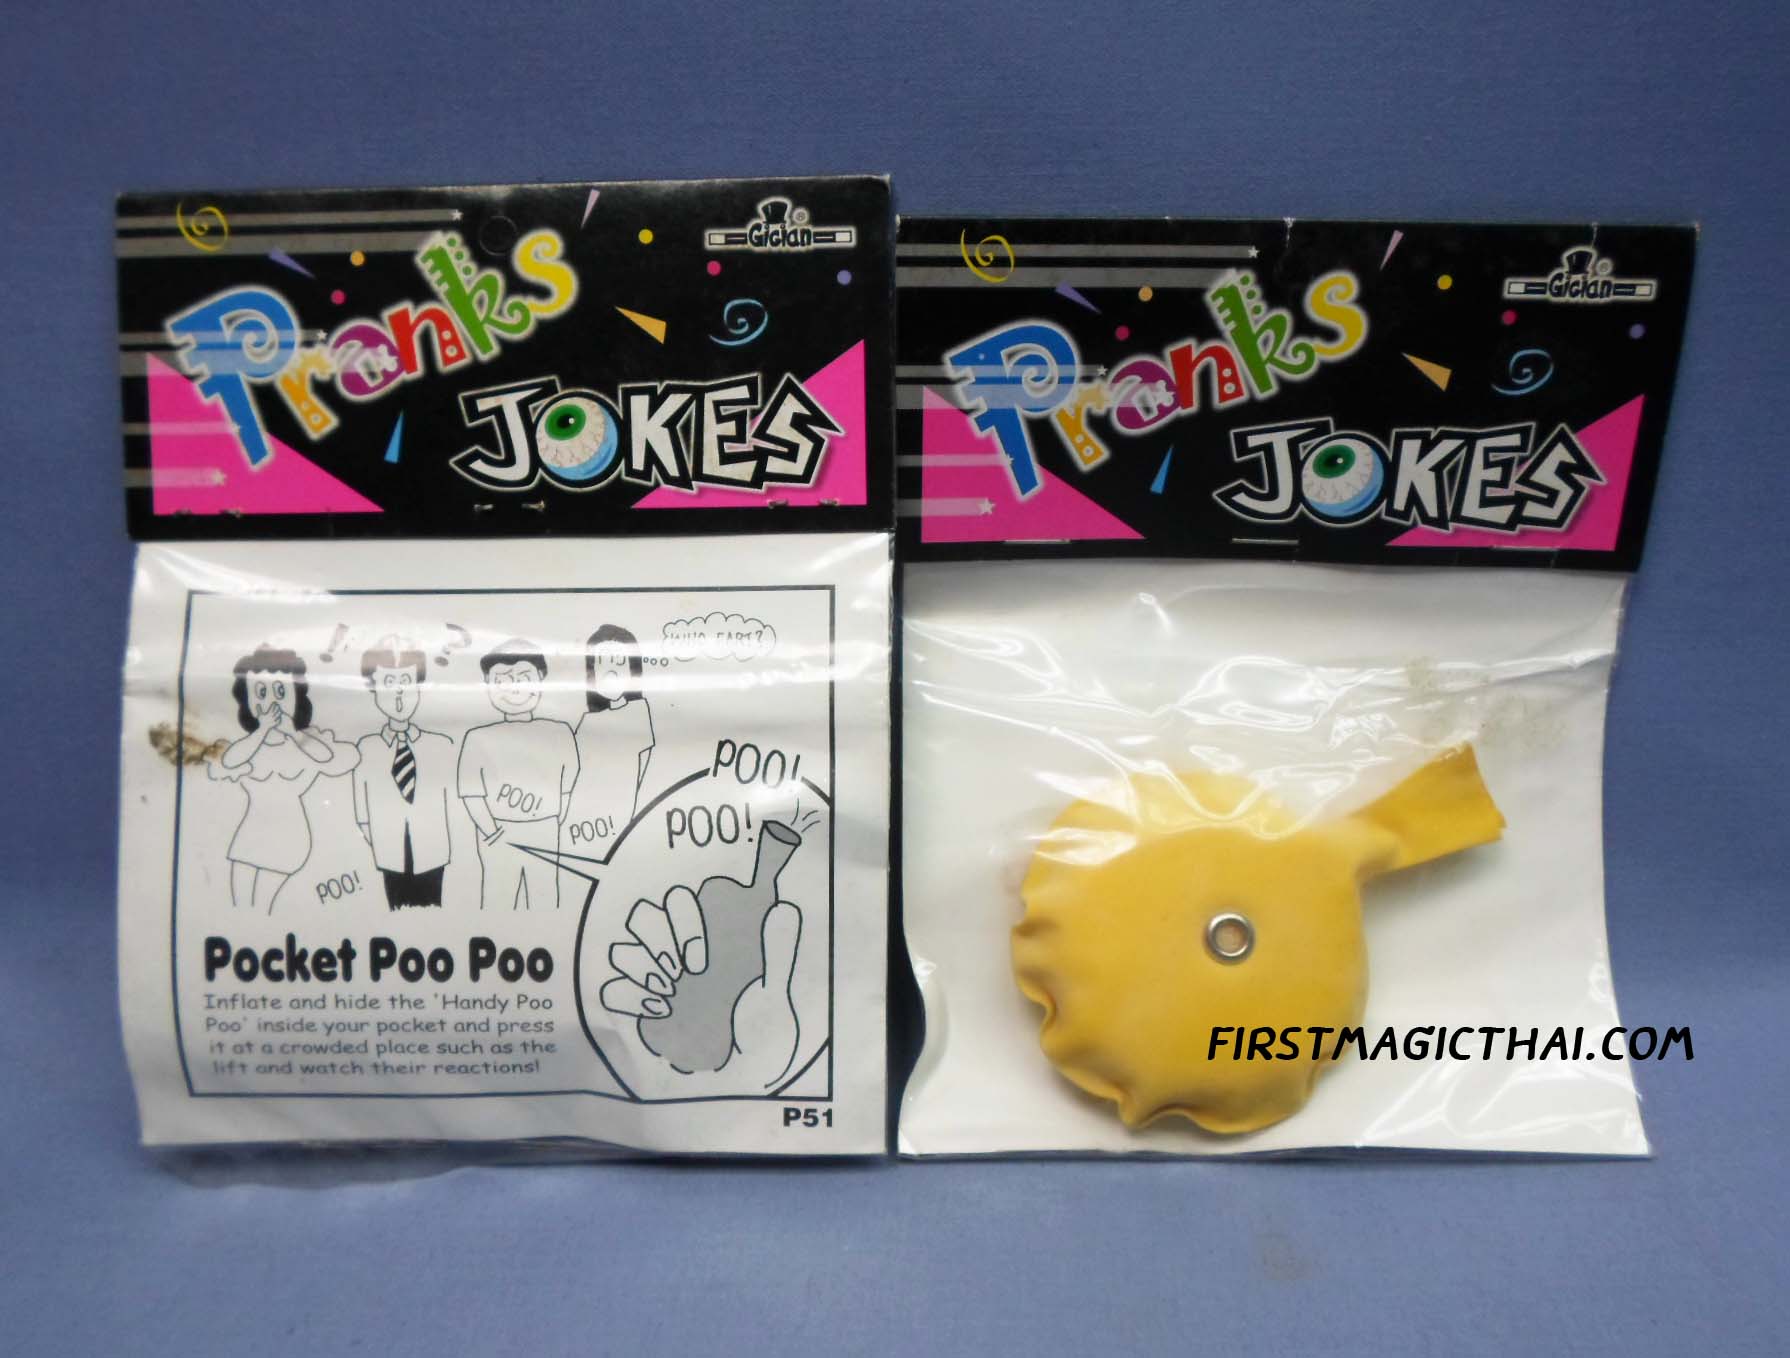 Gician
®
Pranks
JOKES
! ?
WHO FART?
POO!
POO!
POO!
POO!
POO!
Pocket Poo Poo
Inflate and hide the 'Handy Poo
Poo' inside your pocket and press
it at a crowded place such as the
lift and watch their reactions!
P51
Gician
®
Pranks
JOKES
FIRSTMAGICTHAI.COM